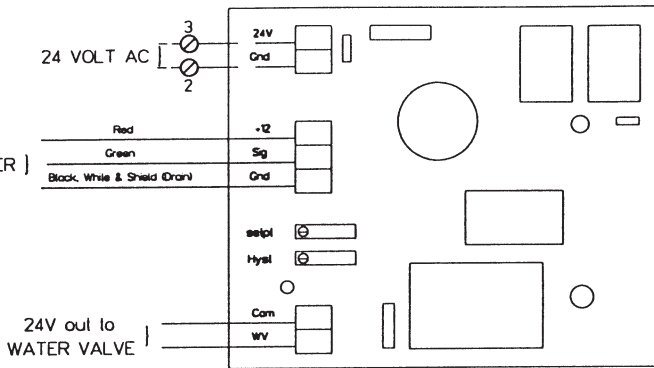 3
24V
24 VOLT AC
Gnd
2
Red
+12
Green
Sig
ER
Black, White & Shield (Drain)
Gnd
setpt
Hyst
Com
24V out to
WATER VALVE
WV